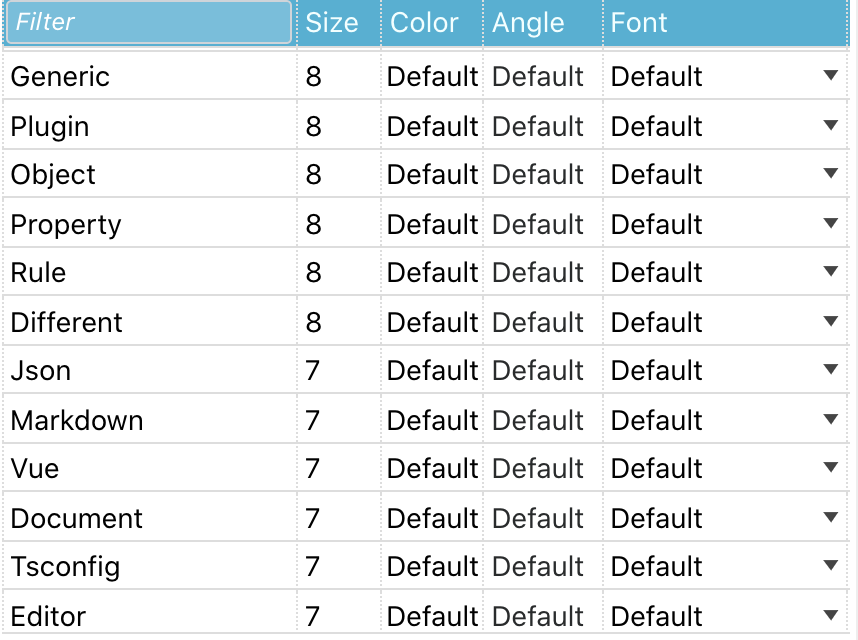 Filter Size Color Angle Font
Generic 8 Default Default Default
Plugin 8 Default Default Default
Object 8 Default Default Default
Property 8 Default Default Default
Rule 8 Default Default Default
Different 8 Default Default Default
Json 7 Default Default Default
Markdown 7 Default Default Default
Vue 7 Default Default Default
Document 7 Default Default Default
Tsconfig 7 Default Default Default
Editor 7 Default Default Default